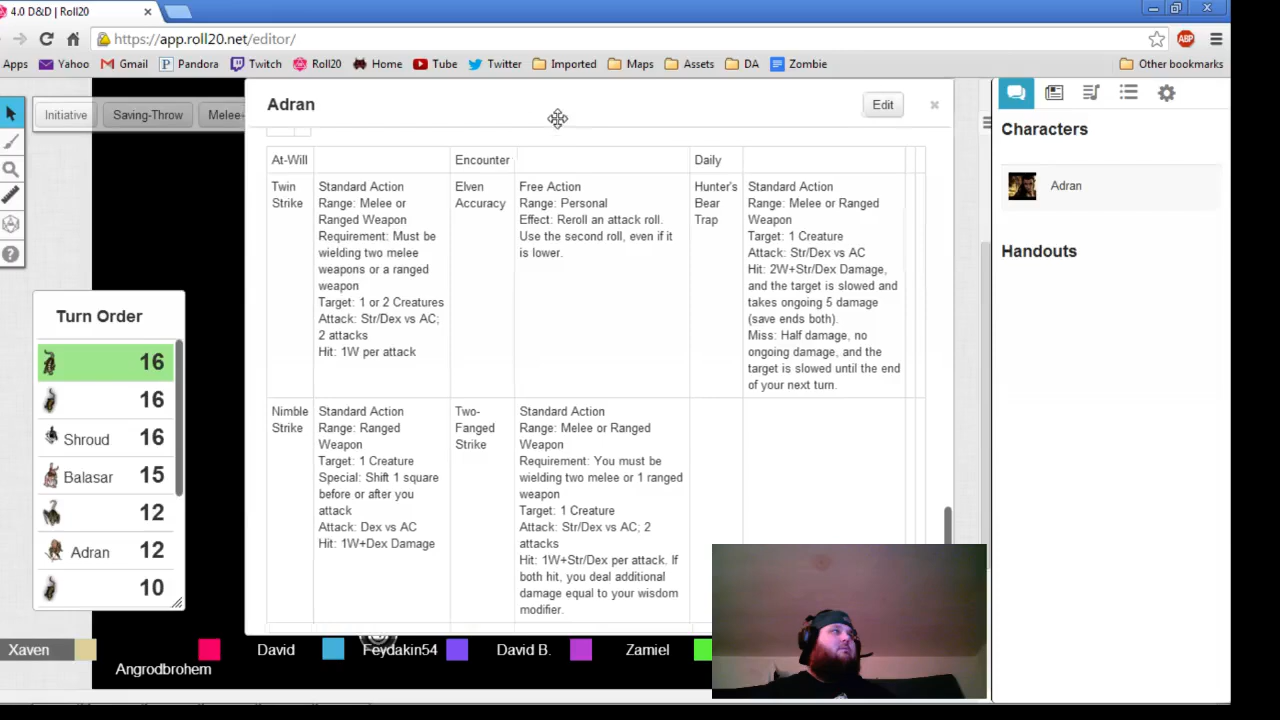 4.0 D&D | Roll20
https://app.roll20.net/editor/
ABP
Apps Yahoo Gmail Pandora Twitch Roll20 Home Tube Twitter Imported Maps Assets DA Zombie Other bookmarks
Initiative Saving-Throw Melee-
Adran
Edit
At-Will Encounter Daily
Twin
Strike
Standard Action
Range: Melee or
Ranged Weapon
Requirement: Must be
wielding two melee
weapons or a ranged
weapon
Target: 1 or 2 Creatures
Attack: Str/Dex vs AC;
2 attacks
Hit: 1W per attack
Elven
Accuracy
Free Action
Range: Personal
Effect: Reroll an attack roll.
Use the second roll, even if it
is lower.
Hunter's
Bear
Trap
Standard Action
Range: Melee or Ranged
Weapon
Target: 1 Creature
Attack: Str/Dex vs AC
Hit: 2W+Str/Dex Damage,
and the target is slowed and
takes ongoing 5 damage
(save ends both).
Miss: Half damage, no
ongoing damage, and the
target is slowed until the end
of your next turn.
Nimble
Strike
Standard Action
Range: Ranged
Weapon
Target: 1 Creature
Special: Shift 1 square
before or after you
attack
Attack: Dex vs AC
Hit: 1W+Dex Damage
Two-
Fanged
Strike
Standard Action
Range: Melee or Ranged
Weapon
Requirement: You must be
wielding two melee or 1 ranged
weapon
Target: 1 Creature
Attack: Str/Dex vs AC; 2
attacks
Hit: 1W+Str/Dex per attack. If
both hit, you deal additional
damage equal to your wisdom
modifier.
Turn Order
16
16
Shroud 16
Balasar 15
12
Adran 12
10
Characters
Adran
Handouts
Xaven
Angrodbrohem
David
Feydakin54
David B.
Zamiel